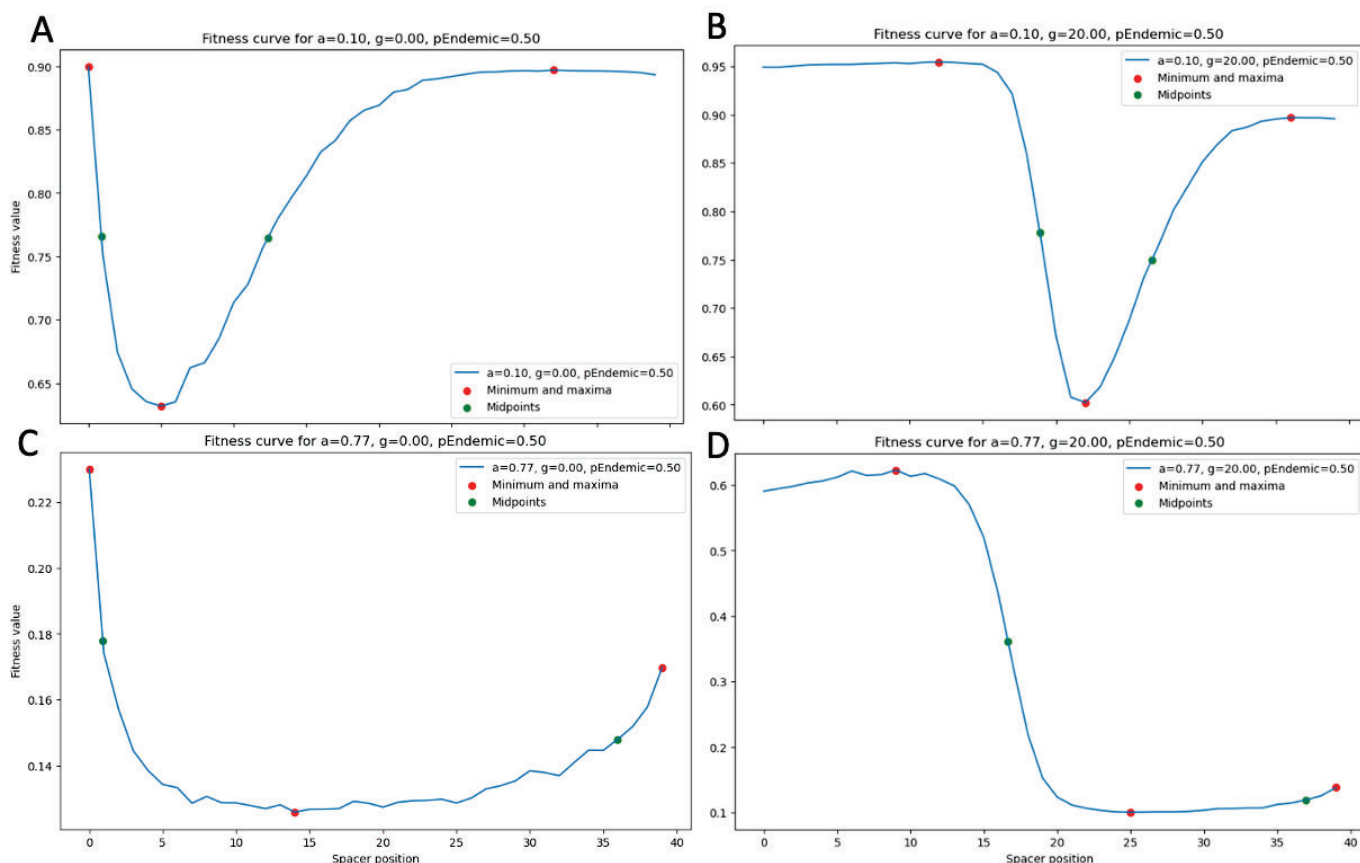 A
Fitness curve for a=0.10, g=0.00, pEndemic=0.50
Fitness value
0.90
0.85
0.80
0.75
0.70
0.65
a=0.10, g=0.00, pEndemic=0.50
Minimum and maxima
Midpoints
B
Fitness curve for a=0.10, g=20.00, pEndemic=0.50
0.95
0.90
0.85
0.80
0.75
0.70
0.65
0.60
a=0.10, g=20.00, pEndemic=0.50
Minimum and maxima
Midpoints
C
Fitness curve for a=0.77, g=0.00, pEndemic=0.50
Fitness value
0.22
0.20
0.18
0.16
0.14
a=0.77, g=0.00, pEndemic=0.50
Minimum and maxima
Midpoints
0 5 10 15 20 25 30 35 40
Spacer position
D
Fitness curve for a=0.77, g=20.00, pEndemic=0.50
0.6
0.5
0.4
0.3
0.2
0.1
a=0.77, g=20.00, pEndemic=0.50
Minimum and maxima
Midpoints
0 5 10 15 20 25 30 35 40
Spacer position